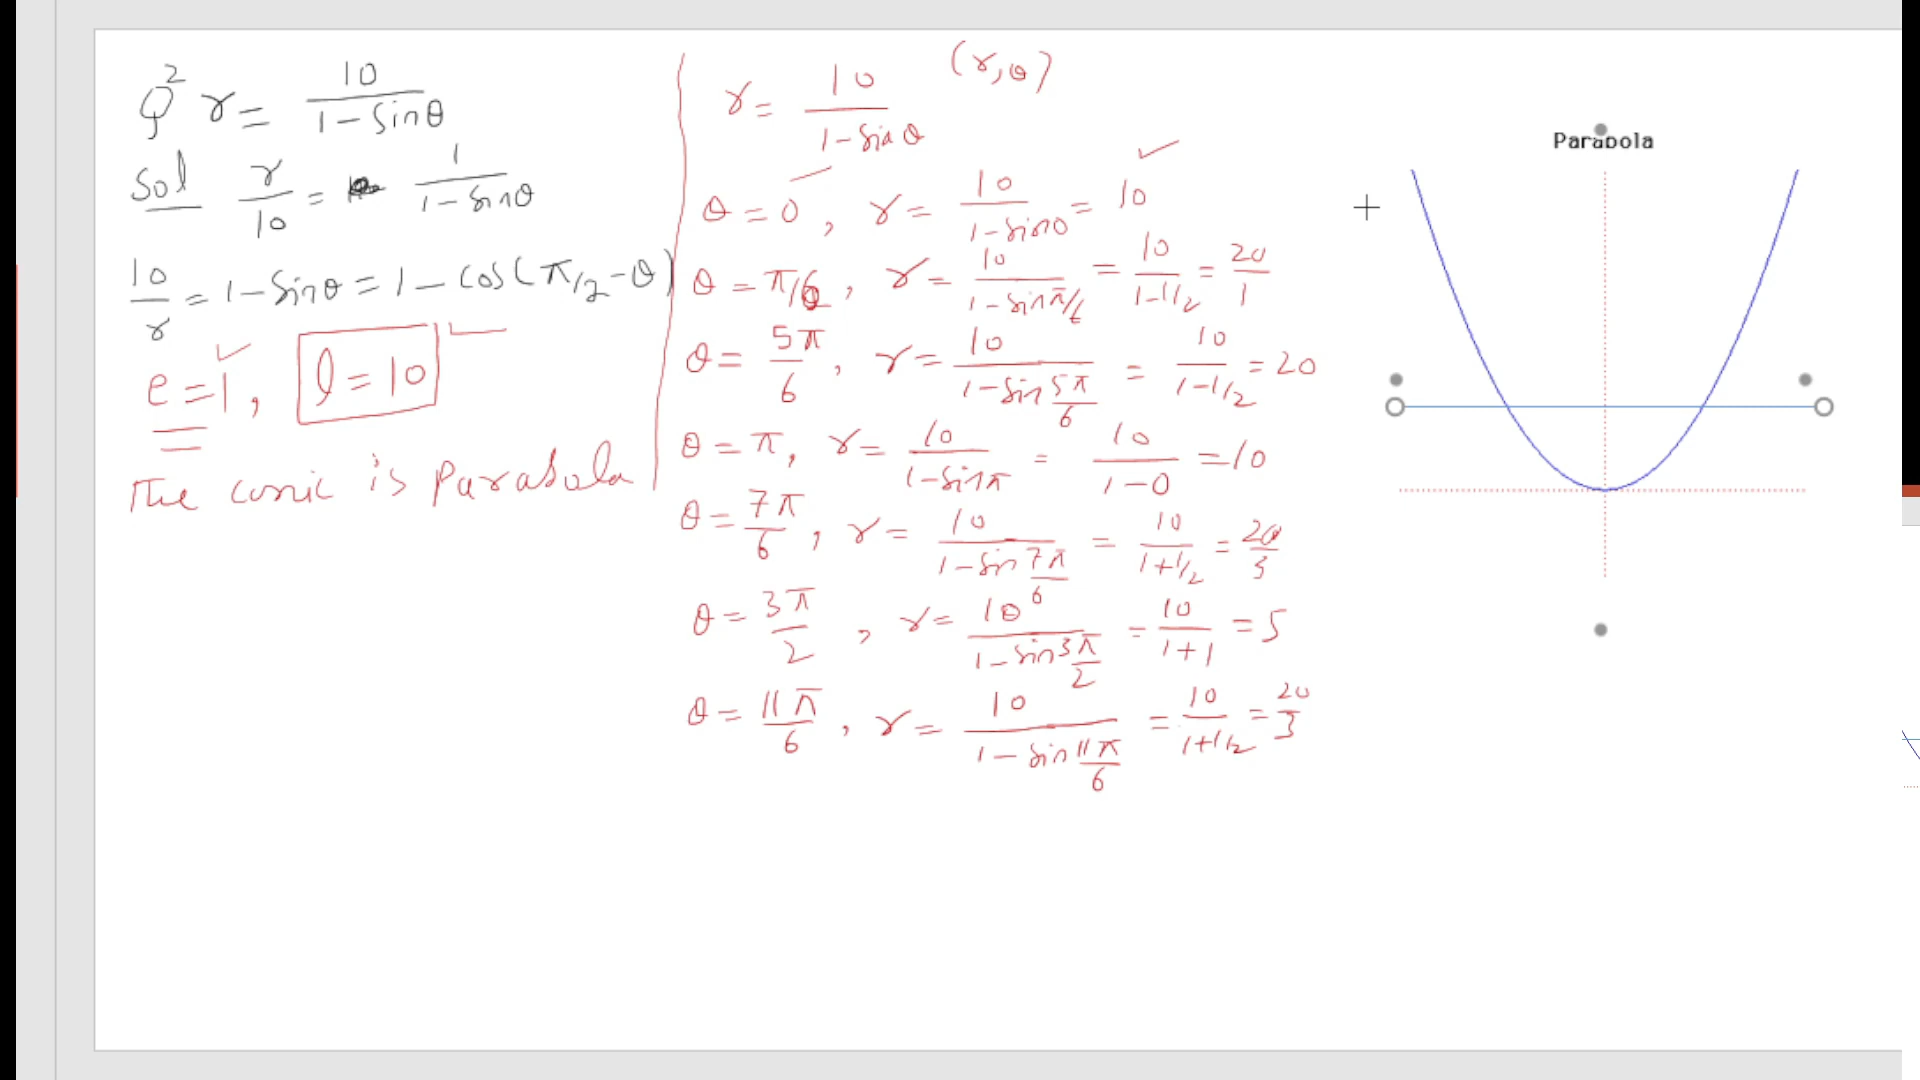 Q² r = 10/(1 - Sinθ)
Sol r/10 = 1/(1 - Sinθ)
10/r = 1 - Sinθ = 1 - cos(π/2 - θ)
e = 1, l = 10
The conic is Parabola
r = 10/(1 - Sinθ) (r, θ)
θ = 0, r = 10/(1 - Sin0) = 10
θ = π/6, r = 10/(1 - Sinπ/6) = 10/(1 - 1/2) = 20/1
θ = 5π/6, r = 10/(1 - Sin 5π/6) = 10/(1 - 1/2) = 20
θ = π, r = 10/(1 - Sinπ) = 10/(1 - 0) = 10
θ = 7π/6, r = 10/(1 - Sin 7π/6) = 10/(1 + 1/2) = 20/3
θ = 3π/2, r = 10/(1 - Sin 3π/2) = 10/(1 + 1) = 5
θ = 11π/6, r = 10/(1 - Sin 11π/6) = 10/(1 + 1/2) = 20/3
Parabola